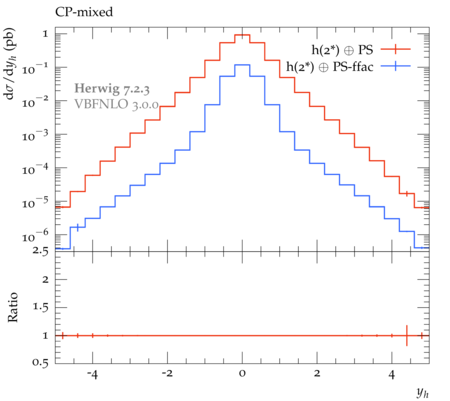 CP-mixed
dσ/dy_h (pb)
1
10⁻¹
10⁻²
10⁻³
10⁻⁴
10⁻⁵
10⁻⁶
h(2*) ⊕ PS
h(2*) ⊕ PS-ffac
Herwig 7.2.3
VBFNLO 3.0.0
Ratio
2.5
2
1.5
1
0.5
-4 -2 0 2 4
y_h